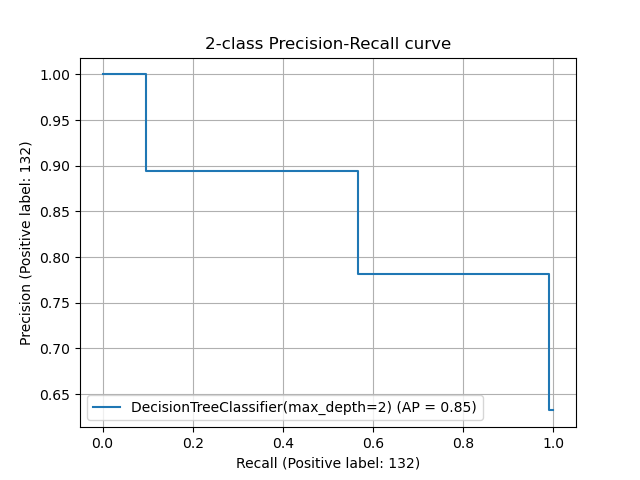 2-class Precision-Recall curve
1.00
0.95
0.90
0.85
0.80
0.75
0.70
0.65
Precision (Positive label: 132)
DecisionTreeClassifier(max_depth=2) (AP = 0.85)
0.0 0.2 0.4 0.6 0.8 1.0
Recall (Positive label: 132)